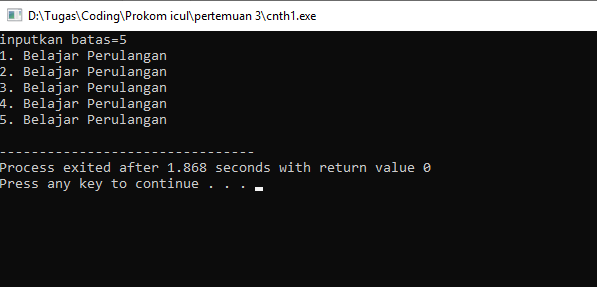 D:\Tugas\Coding\Prokom icul\pertemuan 3\cnth1.exe
inputkan batas=5
1. Belajar Perulangan
2. Belajar Perulangan
3. Belajar Perulangan
4. Belajar Perulangan
5. Belajar Perulangan
--------------------------------
Process exited after 1.868 seconds with return value 0
Press any key to continue . . .